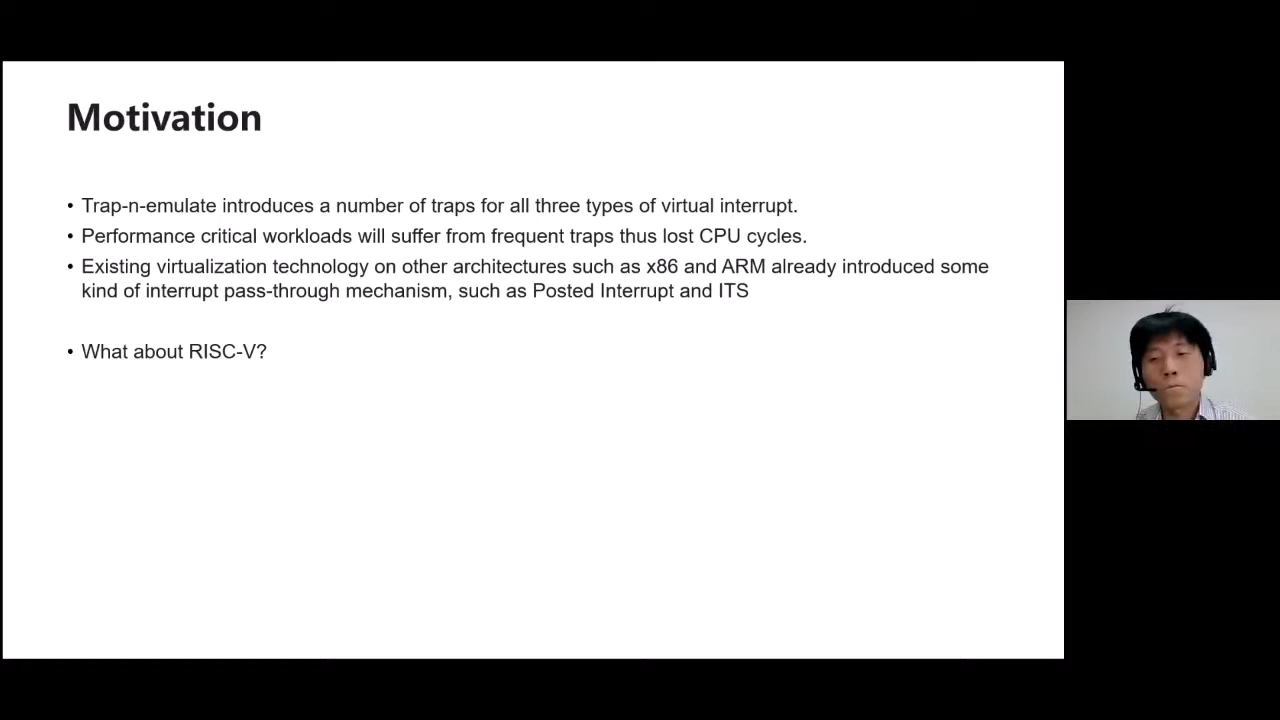 Motivation
• Trap-n-emulate introduces a number of traps for all three types of virtual interrupt.
• Performance critical workloads will suffer from frequent traps thus lost CPU cycles.
• Existing virtualization technology on other architectures such as x86 and ARM already introduced some
kind of interrupt pass-through mechanism, such as Posted Interrupt and ITS
• What about RISC-V?